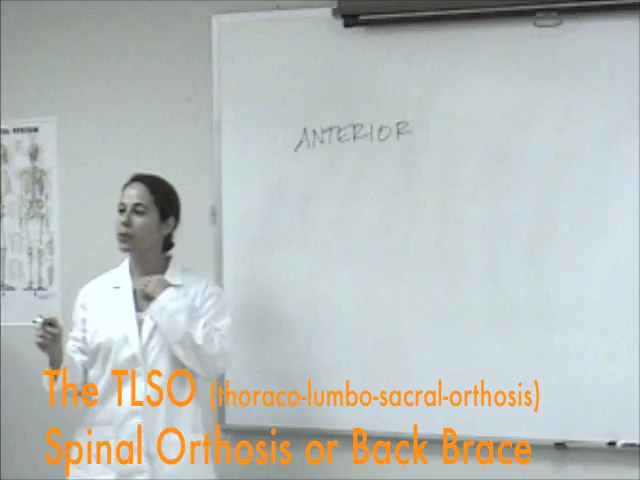 ANTERIOR
The TLSO (thoraco-lumbo-sacral-orthosis)
Spinal Orthosis or Back Brace